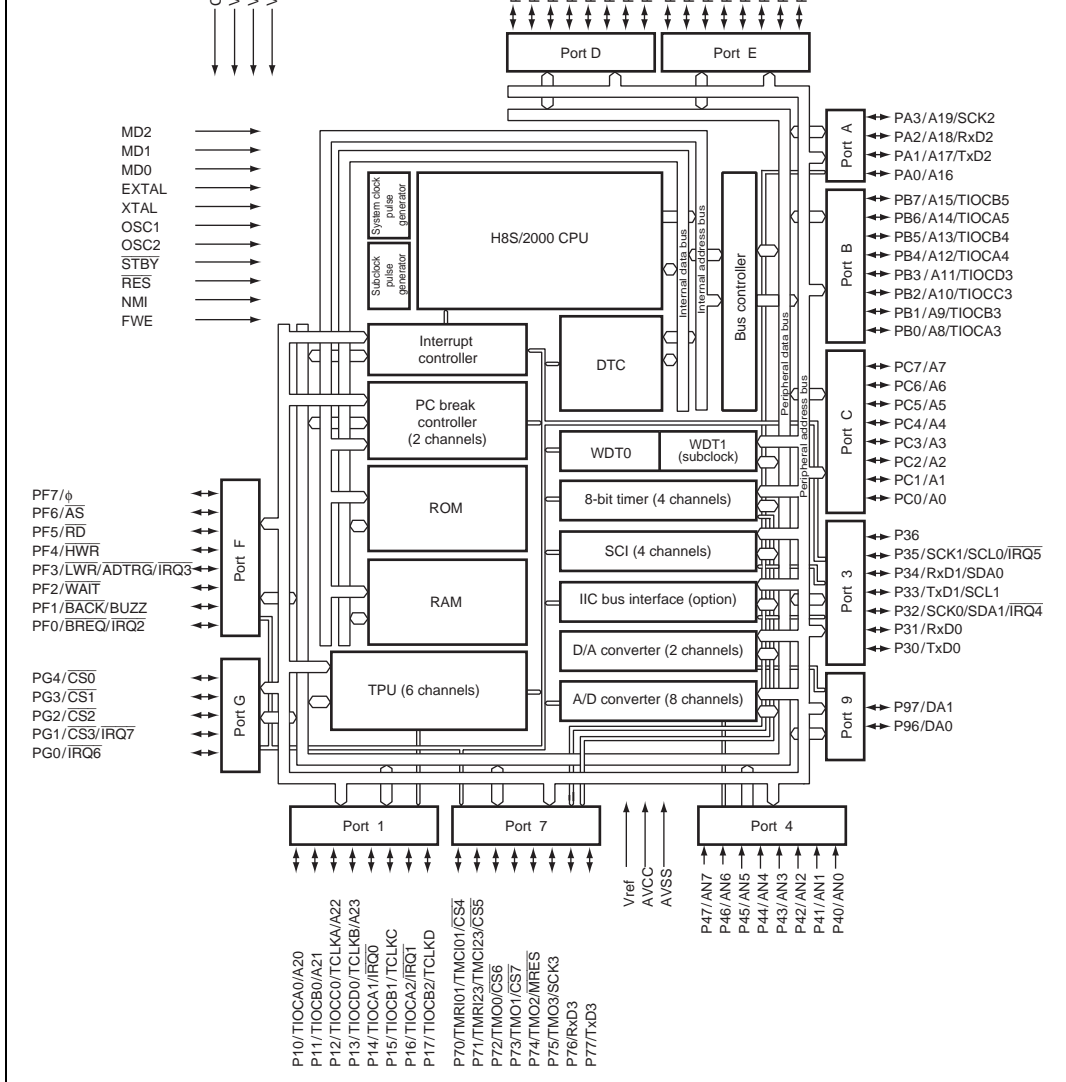 Port D
Port E
MD2
MD1
MD0
EXTAL
XTAL
OSC1
OSC2
STBY
RES
NMI
FWE
System clock
pulse
generator
Subclock
pulse
generator
H8S/2000 CPU
Internal data bus
Internal address bus
Bus controller
Peripheral data bus
Peripheral address bus
Interrupt
controller
DTC
PC break
controller
(2 channels)
WDT0
WDT1
(subclock)
ROM
8-bit timer (4 channels)
SCI (4 channels)
RAM
IIC bus interface (option)
D/A converter (2 channels)
TPU (6 channels)
A/D converter (8 channels)
Port A
PA3/A19/SCK2
PA2/A18/RxD2
PA1/A17/TxD2
PA0/A16
Port B
PB7/A15/TIOCB5
PB6/A14/TIOCA5
PB5/A13/TIOCB4
PB4/A12/TIOCA4
PB3/A11/TIOCD3
PB2/A10/TIOCC3
PB1/A9/TIOCB3
PB0/A8/TIOCA3
Port C
PC7/A7
PC6/A6
PC5/A5
PC4/A4
PC3/A3
PC2/A2
PC1/A1
PC0/A0
Port 3
P36
P35/SCK1/SCL0/IRQ5
P34/RxD1/SDA0
P33/TxD1/SCL1
P32/SCK0/SDA1/IRQ4
P31/RxD0
P30/TxD0
Port 9
P97/DA1
P96/DA0
Port F
PF7/ϕ
PF6/AS
PF5/RD
PF4/HWR
PF3/LWR/ADTRG/IRQ3
PF2/WAIT
PF1/BACK/BUZZ
PF0/BREQ/IRQ2
Port G
PG4/CS0
PG3/CS1
PG2/CS2
PG1/CS3/IRQ7
PG0/IRQ6
Port 1
Port 7
Port 4
P10/TIOCA0/A20
P11/TIOCB0/A21
P12/TIOCC0/TCLKA/A22
P13/TIOCD0/TCLKB/A23
P14/TIOCA1/IRQ0
P15/TIOCB1/TCLKC
P16/TIOCA2/IRQ1
P17/TIOCB2/TCLKD
P70/TMRI01/TMCI01/CS4
P71/TMRI23/TMCI23/CS5
P72/TMO0/CS6
P73/TMO1/CS7
P74/TMO2/MRES
P75/TMO3/SCK3
P76/RxD3
P77/TxD3
Vref
AVCC
AVSS
P47/AN7
P46/AN6
P45/AN5
P44/AN4
P43/AN3
P42/AN2
P41/AN1
P40/AN0